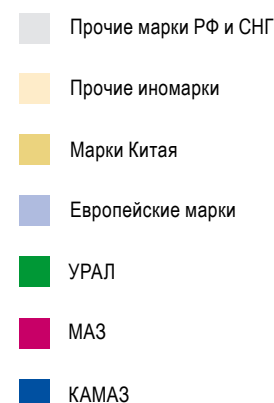 Прочие марки РФ и СНГ
Прочие иномарки
Марки Китая
Европейские марки
УРАЛ
МАЗ
КАМАЗ